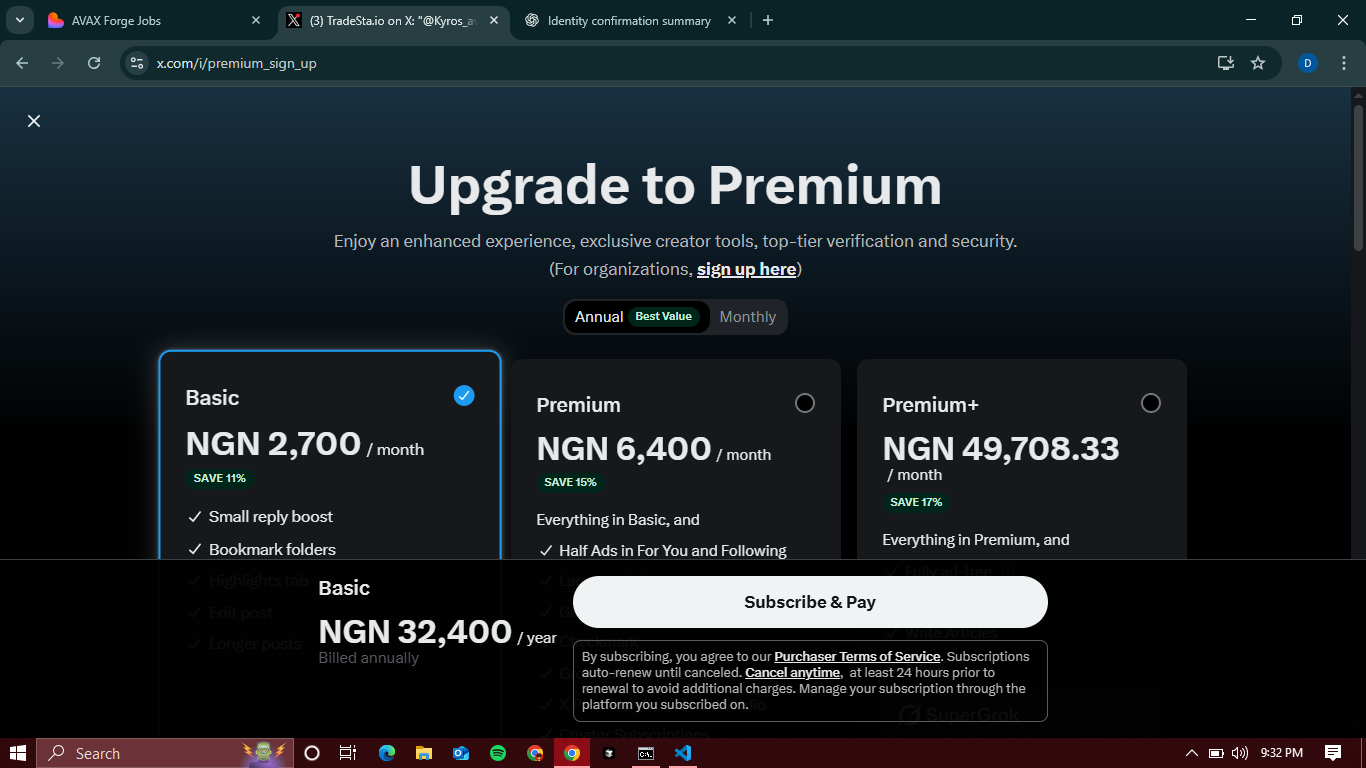 AVAX Forge Jobs
(3) TradeSta.io on X: "@Kyros_av
Identity confirmation summary
x.com/i/premium_sign_up
D
Upgrade to Premium
Enjoy an enhanced experience, exclusive creator tools, top-tier verification and security.
(For organizations, sign up here)
Annual Best Value Monthly
Basic
NGN 2,700 / month
SAVE 11%
✓ Small reply boost
✓ Bookmark folders
✓ Highlights tab
✓ Edit post
✓ Longer posts
Premium
NGN 6,400 / month
SAVE 15%
Everything in Basic, and
✓ Half Ads in For You and Following
Checkmark
Creator Subscriptions
Premium+
NGN 49,708.33
/ month
SAVE 17%
Everything in Premium, and
✓ Fully ad-free
✓ Write Articles
SuperGrok
Basic
NGN 32,400 / year
Billed annually
Subscribe & Pay
By subscribing, you agree to our Purchaser Terms of Service. Subscriptions
auto-renew until canceled. Cancel anytime, at least 24 hours prior to
renewal to avoid additional charges. Manage your subscription through the
platform you subscribed on.
Search
9:32 PM